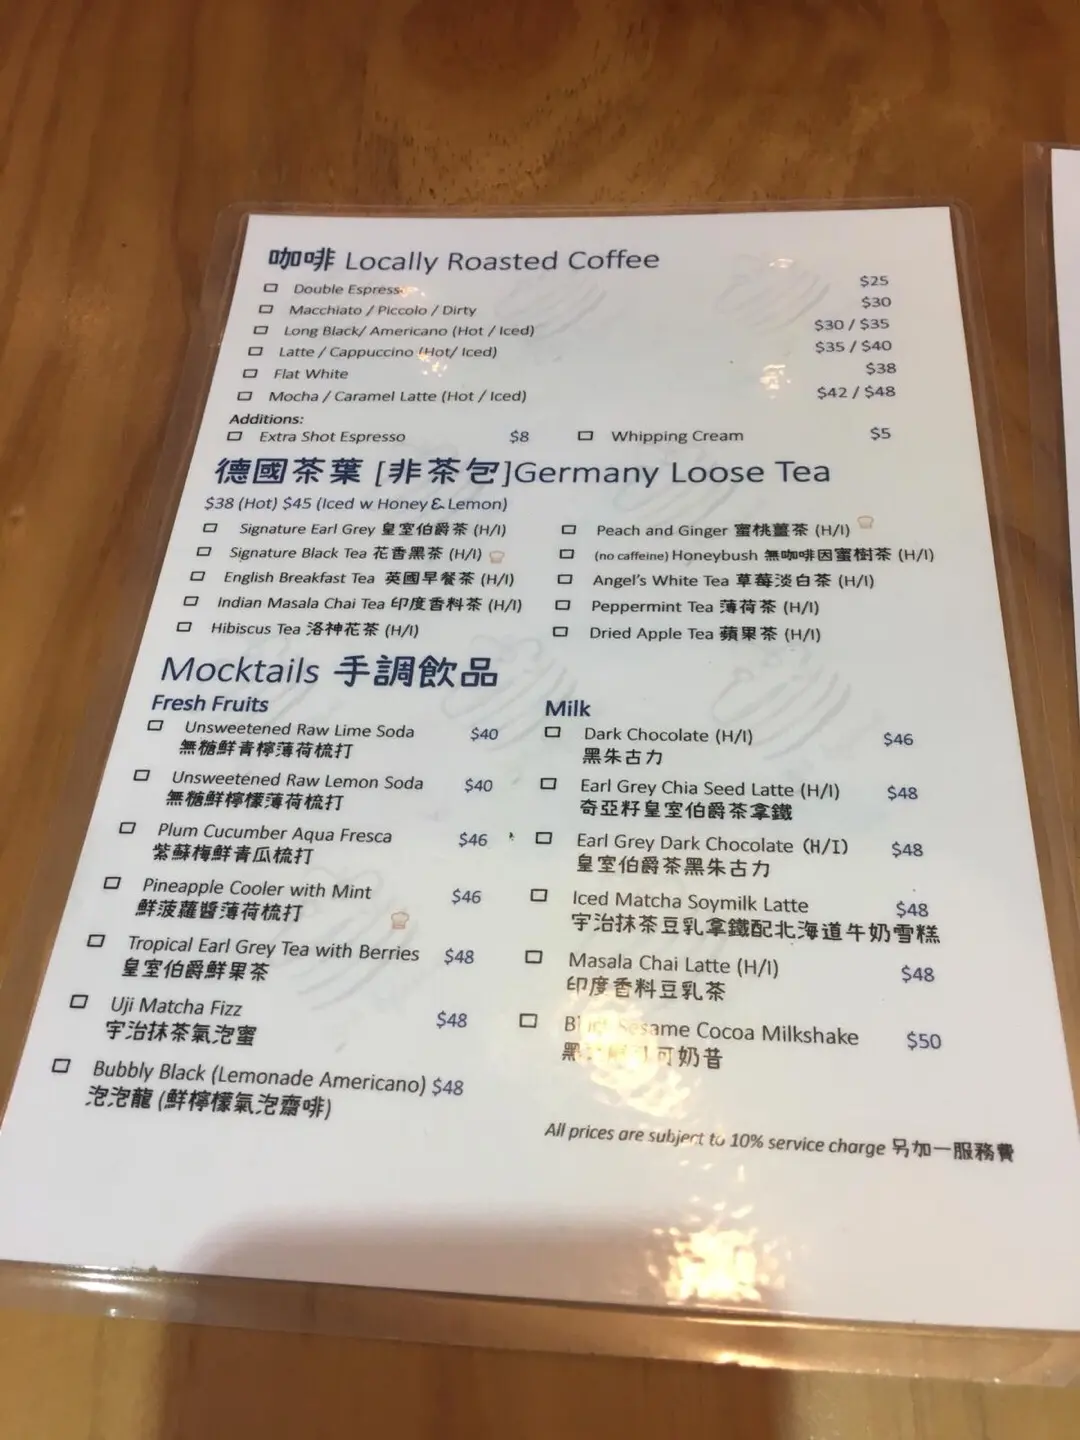 咖啡 Locally Roasted Coffee
Double Espresso $25
Macchiato / Piccolo / Dirty $30
Long Black/ Americano (Hot / Iced) $30 / $35
Latte / Cappuccino (Hot/ Iced) $35 / $40
Flat White $38
Mocha / Caramel Latte (Hot / Iced) $42 / $48
Additions:
Extra Shot Espresso $8 Whipping Cream $5
德國茶葉 [非茶包]Germany Loose Tea
$38 (Hot) $45 (Iced w Honey & Lemon)
Signature Earl Grey 皇室伯爵茶 (H/I)
Signature Black Tea 花香黑茶 (H/I)
English Breakfast Tea 英國早餐茶 (H/I)
Indian Masala Chai Tea 印度香料茶 (H/I)
Hibiscus Tea 洛神花茶 (H/I)
Peach and Ginger 蜜桃薑茶 (H/I)
(no caffeine) Honeybush 無咖啡因蜜樹茶 (H/I)
Angel's White Tea 草莓淡白茶 (H/I)
Peppermint Tea 薄荷茶 (H/I)
Dried Apple Tea 蘋果茶 (H/I)
Mocktails 手調飲品
Fresh Fruits
Unsweetened Raw Lime Soda $40
無糖鮮青檸薄荷梳打
Unsweetened Raw Lemon Soda $40
無糖鮮檸檬薄荷梳打
Plum Cucumber Aqua Fresca $46
紫蘇梅鮮青瓜梳打
Pineapple Cooler with Mint $46
鮮菠蘿醬薄荷梳打
Tropical Earl Grey Tea with Berries $48
皇室伯爵鮮果茶
Uji Matcha Fizz $48
宇治抹茶氣泡蜜
Bubbly Black (Lemonade Americano) $48
泡泡龍 (鮮檸檬氣泡齋啡)
Milk
Dark Chocolate (H/I) $46
黑朱古力
Earl Grey Chia Seed Latte (H/I) $48
奇亞籽皇室伯爵茶拿鐵
Earl Grey Dark Chocolate (H/I) $48
皇室伯爵茶黑朱古力
Iced Matcha Soymilk Latte $48
宇治抹茶豆乳拿鐵配北海道牛奶雪糕
Masala Chai Latte (H/I) $48
印度香料豆乳茶
Sesame Cocoa Milkshake $50
黑 可奶昔
All prices are subject to 10% service charge 另加一服務費